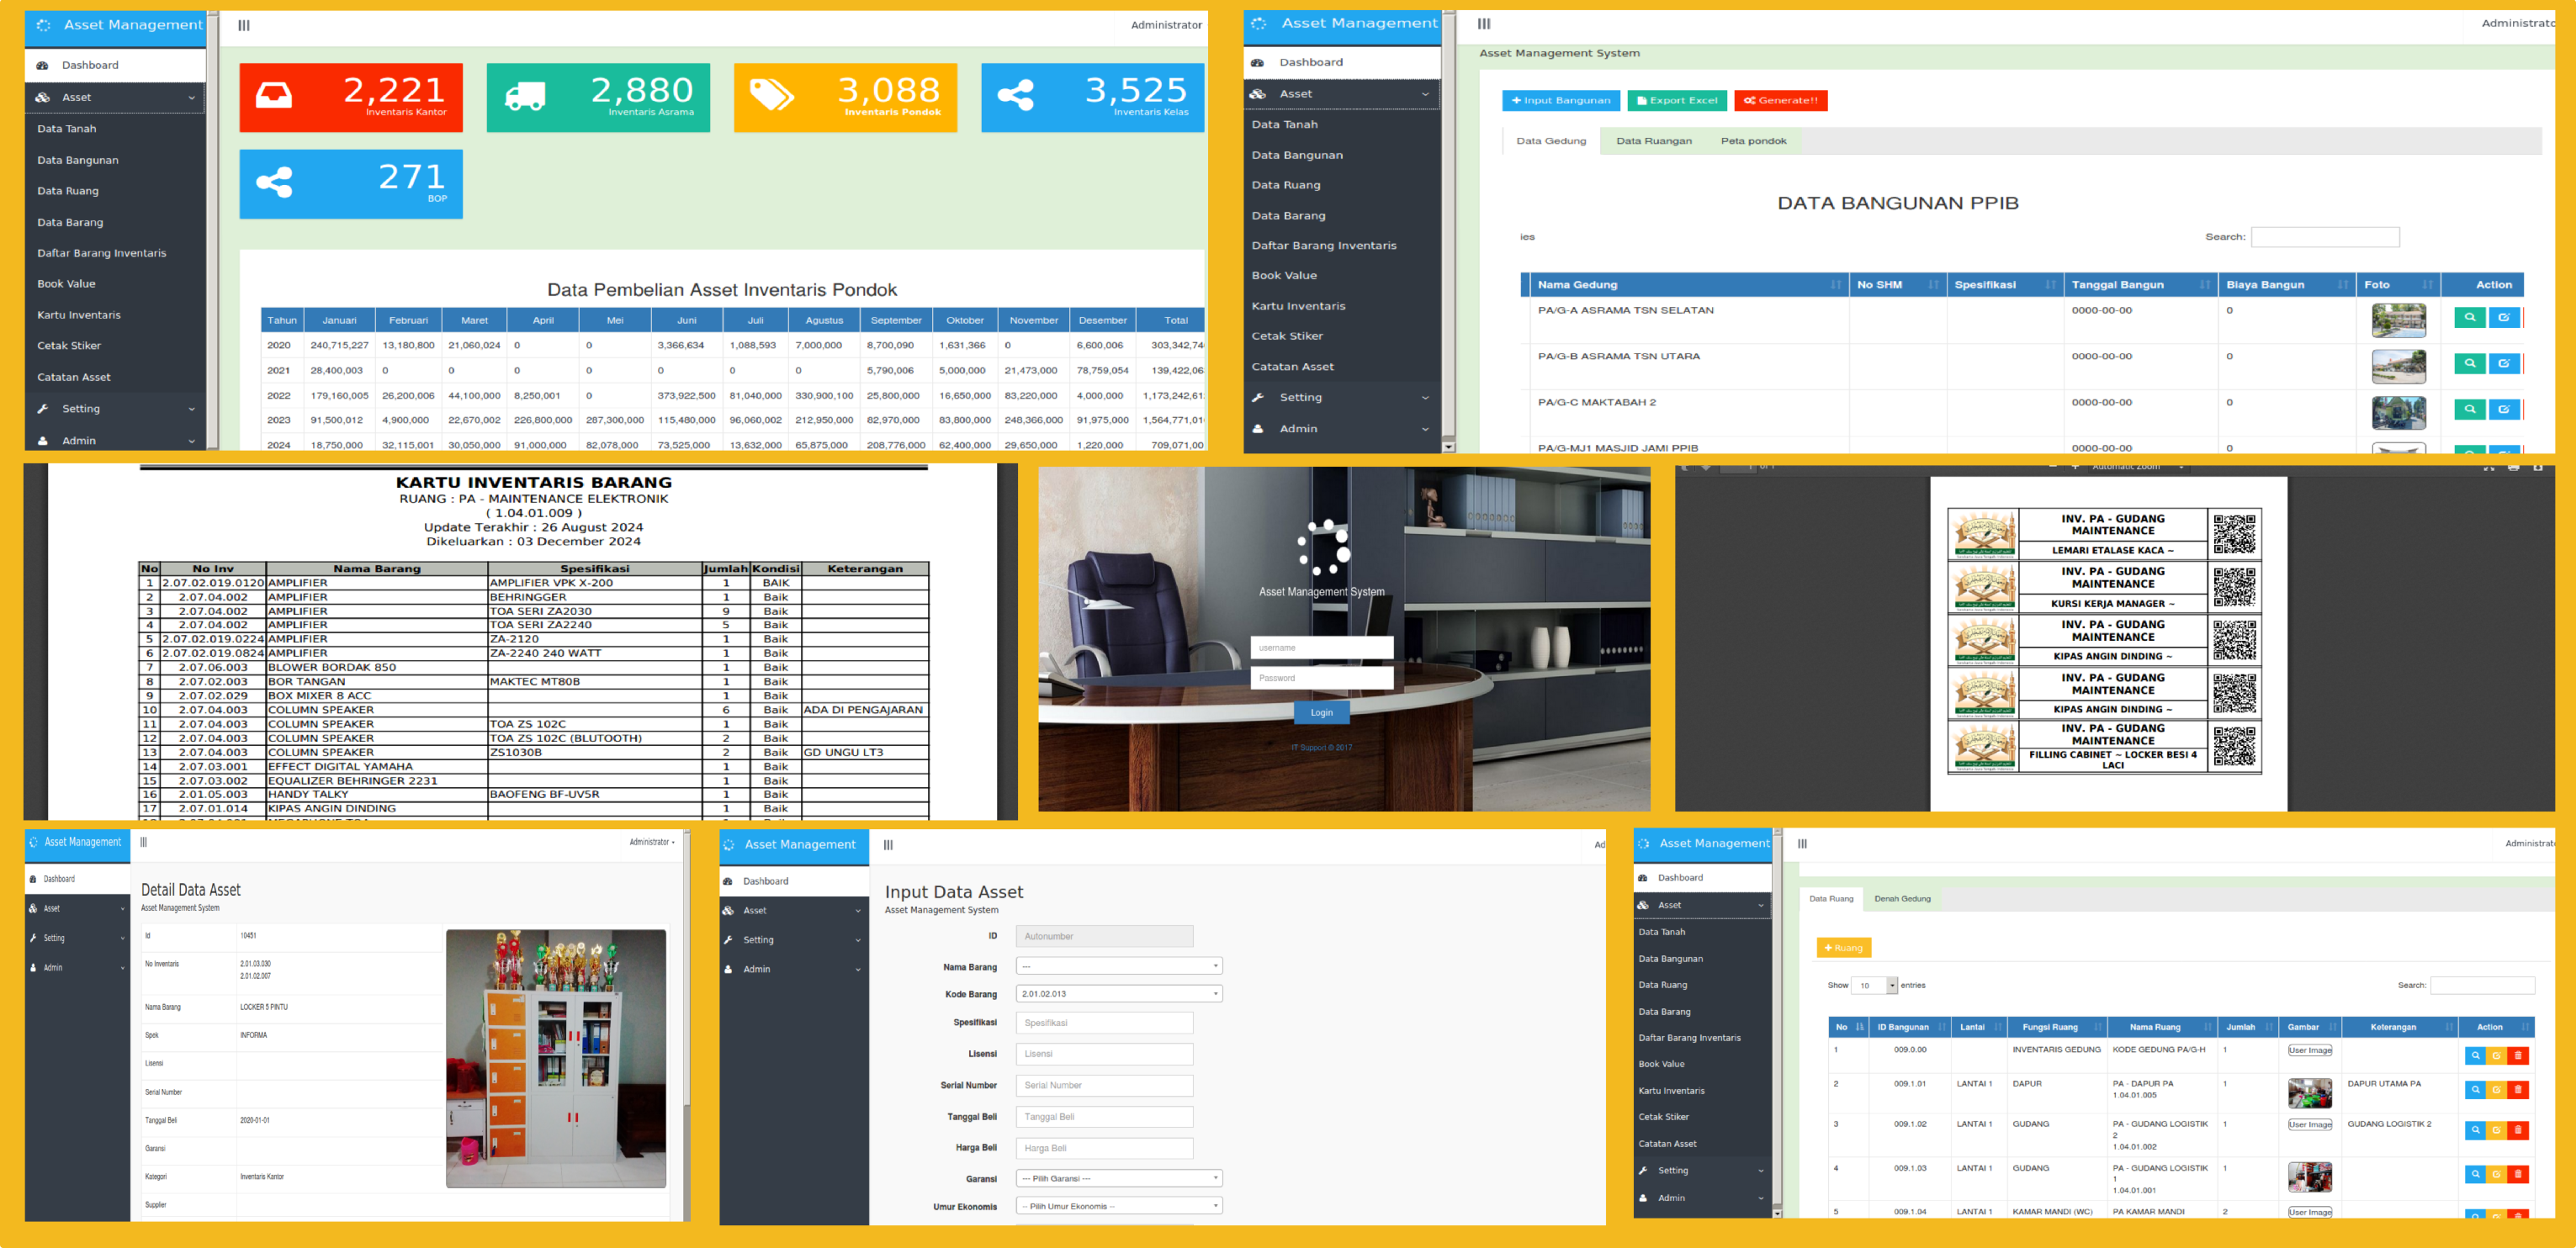 Asset Management
Administrator
Dashboard
Asset
Data Tanah
Data Bangunan
Data Ruang
Data Barang
Daftar Barang Inventaris
Book Value
Kartu Inventaris
Cetak Stiker
Catatan Asset
Setting
Admin
2,221
Inventaris Kantor
2,880
Inventaris Asrama
3,088
Inventaris Pondok
3,525
Inventaris Kelas
271
BOP
Data Pembelian Asset Inventaris Pondok
Tahun Januari Februari Maret April Mei Juni Juli Agustus September Oktober November Desember Total
2020 240,715,227 13,180,800 21,060,024 0 0 3,366,634 1,088,593 7,000,000 8,700,090 1,631,366 0 6,600,006 303,342,74
2021 28,400,003 0 0 0 0 0 0 0 5,790,006 5,000,000 21,473,000 78,759,054 139,422,06
2022 179,160,005 26,200,006 44,100,000 8,250,001 0 373,922,500 81,040,000 330,900,100 25,800,000 16,650,000 83,220,000 4,000,000 1,173,242,61
2023 91,500,012 4,900,000 22,670,002 226,800,000 287,300,000 115,480,000 96,060,002 212,950,000 82,970,000 83,800,000 248,366,000 91,975,000 1,564,771,01
2024 18,750,000 32,115,001 30,050,000 91,000,000 82,078,000 73,525,000 13,632,000 65,875,000 208,776,000 62,400,000 29,650,000 1,220,000 709,071,00
Asset Management
Administrato
Dashboard
Asset
Data Tanah
Data Bangunan
Data Ruang
Data Barang
Daftar Barang Inventaris
Book Value
Kartu Inventaris
Cetak Stiker
Catatan Asset
Setting
Admin
Asset Management System
+ Input Bangunan Export Excel Generate!!
Data Gedung Data Ruangan Peta pondok
DATA BANGUNAN PPIB
ies
Search:
Nama Gedung No SHM Spesifikasi Tanggal Bangun Biaya Bangun Foto Action
PA/G-A ASRAMA TSN SELATAN 0000-00-00 0
PA/G-B ASRAMA TSN UTARA 0000-00-00 0
PA/G-C MAKTABAH 2 0000-00-00 0
PA/G-MJ1 MASJID JAMI PPIB 0000-00-00 0
KARTU INVENTARIS BARANG
RUANG : PA - MAINTENANCE ELEKTRONIK
( 1.04.01.009 )
Update Terakhir : 26 August 2024
Dikeluarkan : 03 December 2024
No No Inv Nama Barang Spesifikasi Jumlah Kondisi Keterangan
1 2.07.02.019.0120 AMPLIFIER AMPLIFIER VPK X-200 1 BAIK
2 2.07.04.002 AMPLIFIER BEHRINGGER 1 Baik
3 2.07.04.002 AMPLIFIER TOA SERI ZA2030 9 Baik
4 2.07.04.002 AMPLIFIER TOA SERI ZA2240 5 Baik
5 2.07.02.019.0224 AMPLIFIER ZA-2120 1 Baik
6 2.07.02.019.0824 AMPLIFIER ZA-2240 240 WATT 1 Baik
7 2.07.06.003 BLOWER BORDAK 850 1 Baik
8 2.07.02.003 BOR TANGAN MAKTEC MT80B 1 Baik
9 2.07.02.029 BOX MIXER 8 ACC 1 Baik
10 2.07.04.003 COLUMN SPEAKER 6 Baik ADA DI PENGAJARAN
11 2.07.04.003 COLUMN SPEAKER TOA ZS 102C 1 Baik
12 2.07.04.003 COLUMN SPEAKER TOA ZS 102C (BLUTOOTH) 2 Baik
13 2.07.04.003 COLUMN SPEAKER ZS1030B 2 Baik GD UNGU LT3
14 2.07.03.001 EFFECT DIGITAL YAMAHA 1 Baik
15 2.07.03.002 EQUALIZER BEHRINGER 2231 1 Baik
16 2.01.05.003 HANDY TALKY BAOFENG BF-UV5R 1 Baik
17 2.07.01.014 KIPAS ANGIN DINDING 1 Baik
Asset Management System
username
Password
Login
IT Support © 2017
Automatic Zoom
INV. PA - GUDANG
MAINTENANCE
LEMARI ETALASE KACA ~
INV. PA - GUDANG
MAINTENANCE
KURSI KERJA MANAGER ~
INV. PA - GUDANG
MAINTENANCE
KIPAS ANGIN DINDING ~
INV. PA - GUDANG
MAINTENANCE
KIPAS ANGIN DINDING ~
INV. PA - GUDANG
MAINTENANCE
FILLING CABINET ~ LOCKER BESI 4
LACI
Asset Management
Administrator
Dashboard
Asset
Setting
Admin
Detail Data Asset
Asset Management System
Id 10451
No Inventaris 2.01.03.030
2.01.02.007
Nama Barang LOCKER 5 PINTU
Spek INFORMA
Lisensi
Serial Number
Tanggal Beli 2020-01-01
Garansi
Kategori Inventaris Kantor
Supplier
Asset Management
Ad
Dashboard
Asset
Setting
Admin
Input Data Asset
Asset Management System
ID Autonumber
Nama Barang ---
Kode Barang 2.01.02.013
Spesifikasi Spesifikasi
Lisensi Lisensi
Serial Number Serial Number
Tanggal Beli Tanggal Beli
Harga Beli Harga Beli
Garansi --- Pilih Garansi ---
Umur Ekonomis -- Pilih Umur Ekonomis --
Asset Management
Administrato
Dashboard
Asset
Data Tanah
Data Bangunan
Data Ruang
Data Barang
Daftar Barang Inventaris
Book Value
Kartu Inventaris
Cetak Stiker
Catatan Asset
Setting
Admin
Data Ruang Denah Gedung
+ Ruang
Show 10 entries
Search:
No ID Bangunan Lantai Fungsi Ruang Nama Ruang Jumlah Gambar Keterangan Action
1 009.0.00 INVENTARIS GEDUNG KODE GEDUNG PA/G-H 1 User Image
2 009.1.01 LANTAI 1 DAPUR PA - DAPUR PA 1 DAPUR UTAMA PA
1.04.01.005
3 009.1.02 LANTAI 1 GUDANG PA - GUDANG LOGISTIK 1 User Image GUDANG LOGISTIK 2
2
1.04.01.002
4 009.1.03 LANTAI 1 GUDANG PA - GUDANG LOGISTIK 1
1
1.04.01.001
5 009.1.04 LANTAI 1 KAMAR MANDI (WC) PA KAMAR MANDI 2 User Image